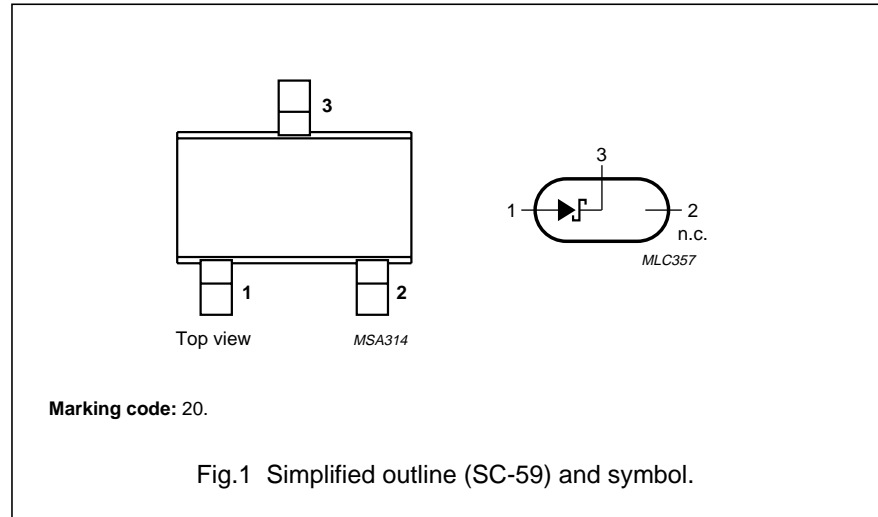 3
1
2
Top view
MSA314
3
1
2
n.c.
MLC357
Marking code: 20.
Fig.1 Simplified outline (SC-59) and symbol.